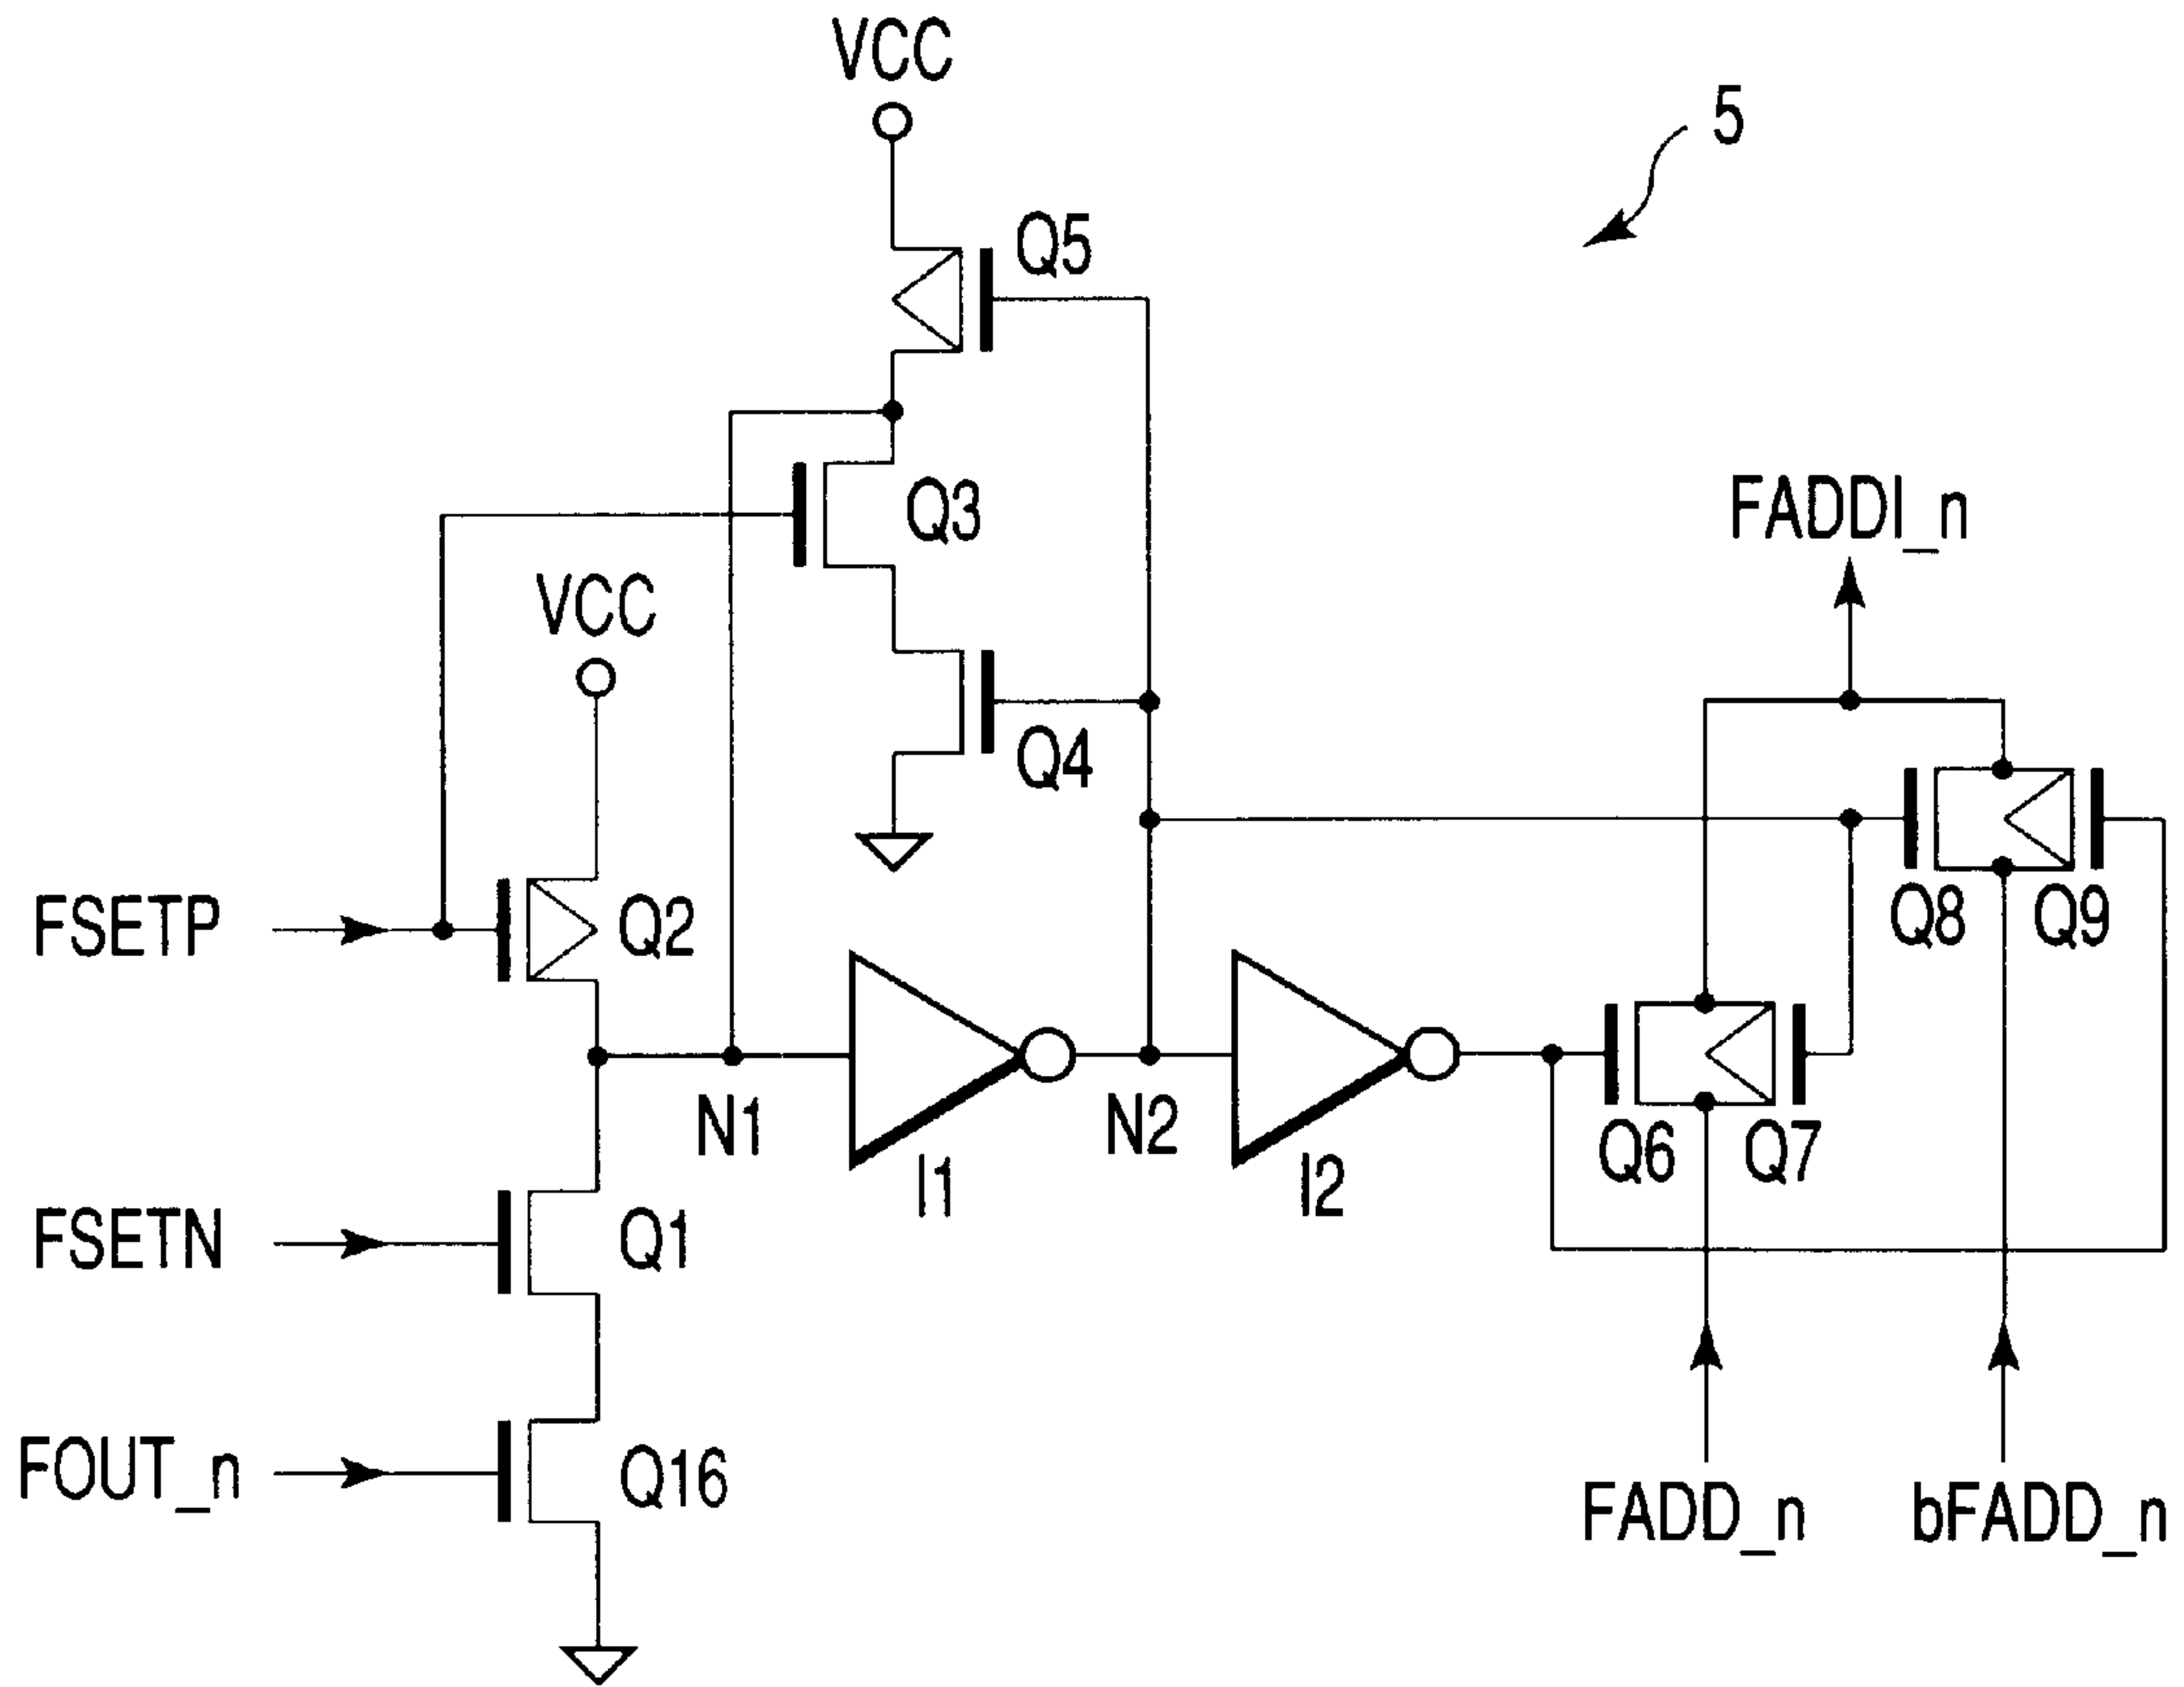 VCC
5
Q5
Q3
FADDI_n
VCC
Q4
FSETP
Q2
Q8
Q9
N1
N2
Q6
Q7
I1
I2
FSETN
Q1
FOUT_n
Q16
FADD_n
bFADD_n